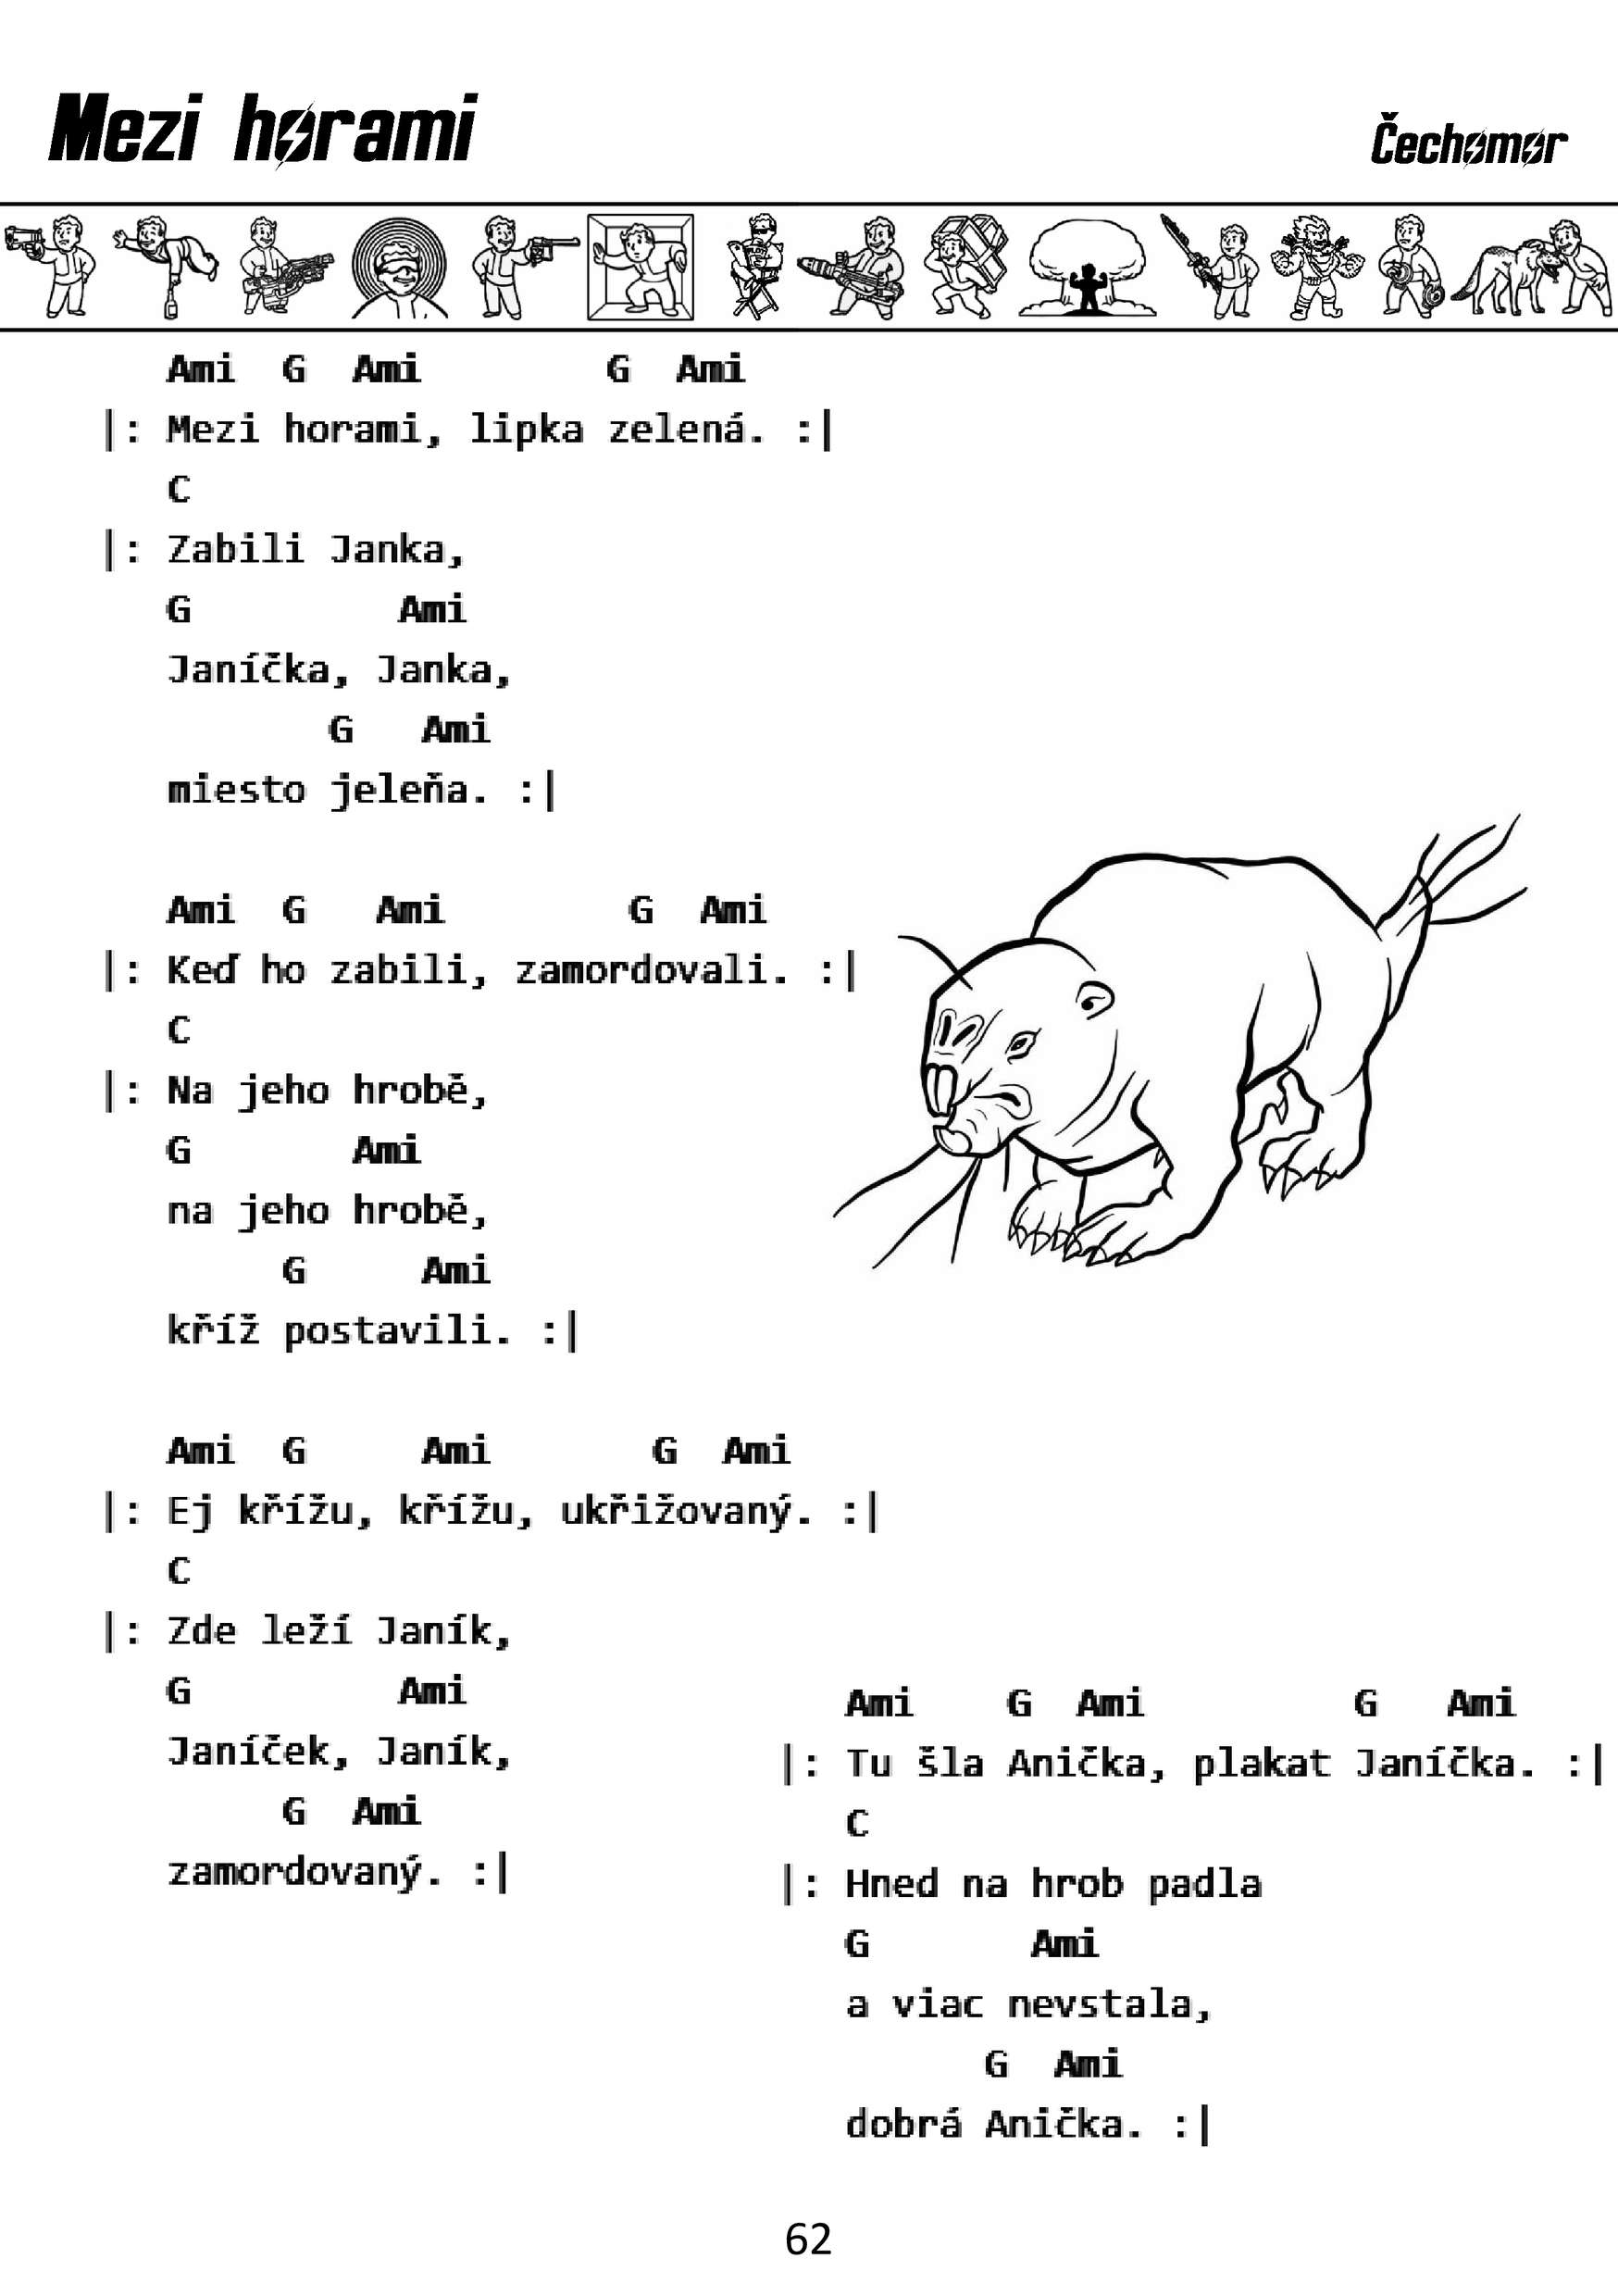 Mezi horami
Čechomor
Ami  G  Ami        G  Ami
|: Mezi horami, lipka zelená. :|
C
|: Zabili Janka,
G         Ami
Janíčka, Janka,
G   Ami
miesto jeleňa. :|
Ami  G   Ami        G  Ami
|: Keď ho zabili, zamordovali. :|
C
|: Na jeho hrobě,
G       Ami
na jeho hrobě,
G     Ami
kříž postavili. :|
Ami  G     Ami       G  Ami
|: Ej křížu, křížu, ukřižovaný. :|
C
|: Zde leží Janík,
G         Ami
Janíček, Janík,
G  Ami
zamordovaný. :|
Ami    G  Ami         G   Ami
|: Tu šla Anička, plakat Janíčka. :|
C
|: Hned na hrob padla
G       Ami
a viac nevstala,
G  Ami
dobrá Anička. :|
62